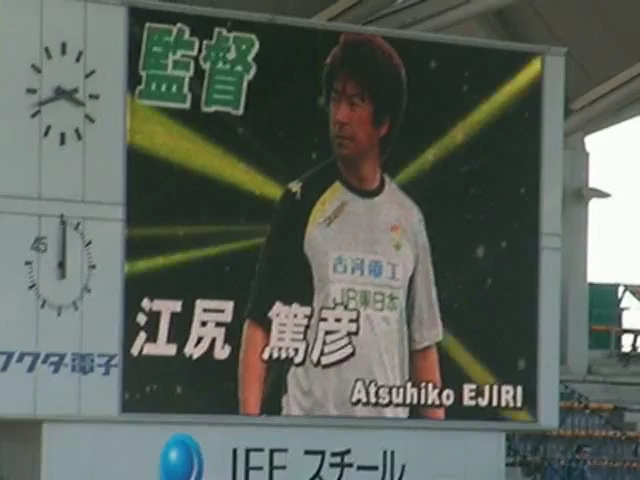 監督
45
古河電工
JR東日本
江尻 篤彦
フクダ電子
Atsuhiko EJIRI
JFE スチール